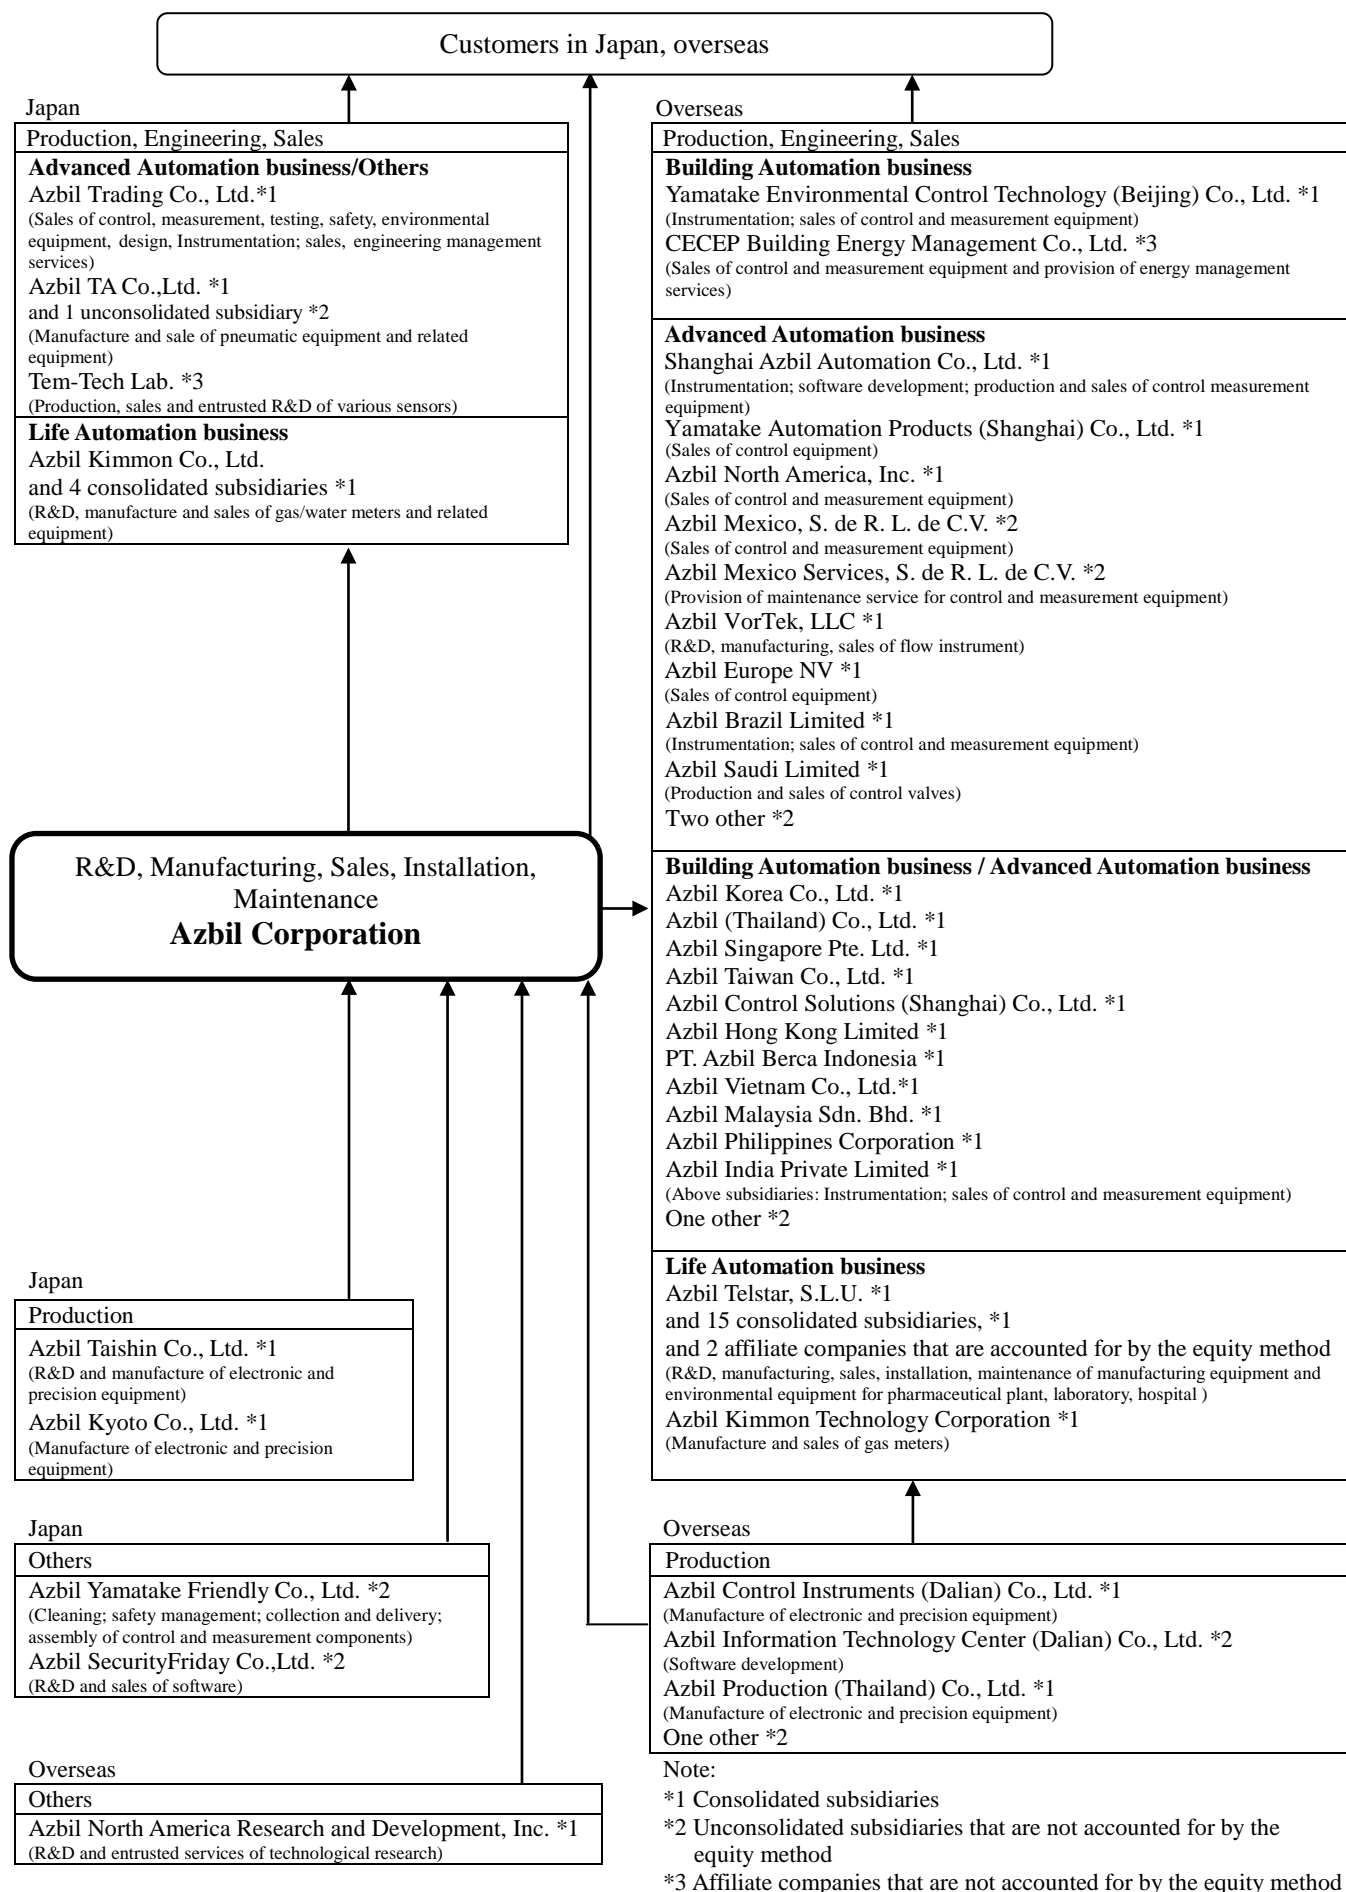 Customers in Japan, overseas
Japan
Production, Engineering, Sales
Advanced Automation business/Others
Azbil Trading Co., Ltd.*1
(Sales of control, measurement, testing, safety, environmental
equipment, design, Instrumentation; sales, engineering management
services)
Azbil TA Co.,Ltd. *1
and 1 unconsolidated subsidiary *2
(Manufacture and sale of pneumatic equipment and related
equipment)
Tem-Tech Lab. *3
(Production, sales and entrusted R&D of various sensors)
Life Automation business
Azbil Kimmon Co., Ltd.
and 4 consolidated subsidiaries *1
(R&D, manufacture and sales of gas/water meters and related
equipment)
Overseas
Production, Engineering, Sales
Building Automation business
Yamatake Environmental Control Technology (Beijing) Co., Ltd. *1
(Instrumentation; sales of control and measurement equipment)
CECEP Building Energy Management Co., Ltd. *3
(Sales of control and measurement equipment and provision of energy management
services)
Advanced Automation business
Shanghai Azbil Automation Co., Ltd. *1
(Instrumentation; software development; production and sales of control measurement
equipment)
Yamatake Automation Products (Shanghai) Co., Ltd. *1
(Sales of control equipment)
Azbil North America, Inc. *1
(Sales of control and measurement equipment)
Azbil Mexico, S. de R. L. de C.V. *2
(Sales of control and measurement equipment)
Azbil Mexico Services, S. de R. L. de C.V. *2
(Provision of maintenance service for control and measurement equipment)
Azbil VorTek, LLC *1
(R&D, manufacturing, sales of flow instrument)
Azbil Europe NV *1
(Sales of control equipment)
Azbil Brazil Limited *1
(Instrumentation; sales of control and measurement equipment)
Azbil Saudi Limited *1
(Production and sales of control valves)
Two other *2
Building Automation business / Advanced Automation business
Azbil Korea Co., Ltd. *1
Azbil (Thailand) Co., Ltd. *1
Azbil Singapore Pte. Ltd. *1
Azbil Taiwan Co., Ltd. *1
Azbil Control Solutions (Shanghai) Co., Ltd. *1
Azbil Hong Kong Limited *1
PT. Azbil Berca Indonesia *1
Azbil Vietnam Co., Ltd.*1
Azbil Malaysia Sdn. Bhd. *1
Azbil Philippines Corporation *1
Azbil India Private Limited *1
(Above subsidiaries: Instrumentation; sales of control and measurement equipment)
One other *2
Life Automation business
Azbil Telstar, S.L.U. *1
and 15 consolidated subsidiaries, *1
and 2 affiliate companies that are accounted for by the equity method
(R&D, manufacturing, sales, installation, maintenance of manufacturing equipment and
environmental equipment for pharmaceutical plant, laboratory, hospital )
Azbil Kimmon Technology Corporation *1
(Manufacture and sales of gas meters)
R&D, Manufacturing, Sales, Installation,
Maintenance
Azbil Corporation
Japan
Production
Azbil Taishin Co., Ltd. *1
(R&D and manufacture of electronic and
precision equipment)
Azbil Kyoto Co., Ltd. *1
(Manufacture of electronic and precision
equipment)
Japan
Others
Azbil Yamatake Friendly Co., Ltd. *2
(Cleaning; safety management; collection and delivery;
assembly of control and measurement components)
Azbil SecurityFriday Co.,Ltd. *2
(R&D and sales of software)
Overseas
Others
Azbil North America Research and Development, Inc. *1
(R&D and entrusted services of technological research)
Overseas
Production
Azbil Control Instruments (Dalian) Co., Ltd. *1
(Manufacture of electronic and precision equipment)
Azbil Information Technology Center (Dalian) Co., Ltd. *2
(Software development)
Azbil Production (Thailand) Co., Ltd. *1
(Manufacture of electronic and precision equipment)
One other *2
Note:
*1 Consolidated subsidiaries
*2 Unconsolidated subsidiaries that are not accounted for by the
equity method
*3 Affiliate companies that are not accounted for by the equity method